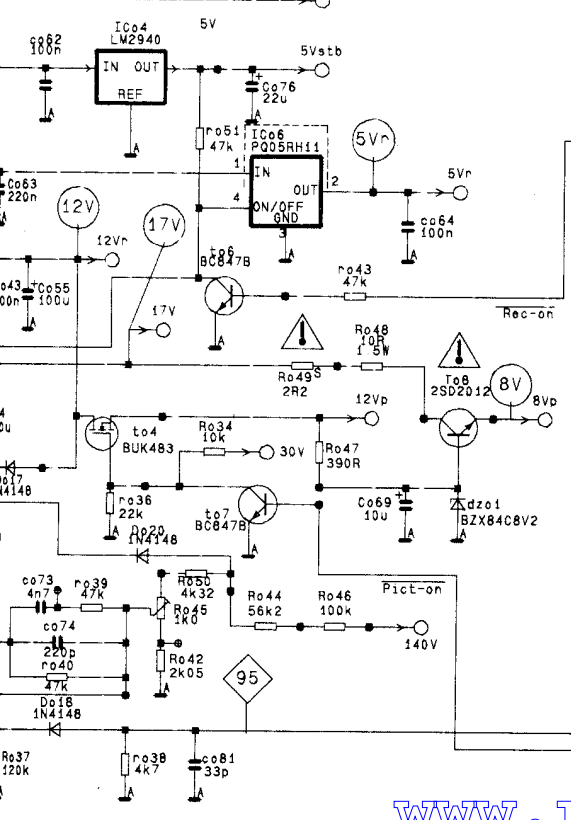 5V
ICo4
LM2940
co62
100n
IN OUT
REF
5Vstb
A
+
Co76
22u
A
A
ro51
47k
ICo6
PQ05RH11
5Vr
1
IN
OUT
2
5Vr
4
ON/OFF
GND
3
A
Co63
220n
co64
100n
A
12V
17V
12Vr
+
Co55
100u
A
to6
BC847B
A
ro43
47k
Rec-on
17V
Ro49
S
2R2
Ro48
10R
1.5W
To8
2SD2012
8V
8Vp
to4
BUK483
12Vp
Ro34
10k
30V
Ro47
390R
ro36
22k
A
to7
BC847B
A
+
Co69
10u
A
dzo1
BZX84C8V2
A
Do20
1N4148
Pict-on
co73
4n7
ro39
47k
Ro50
4k32
Ro45
1K0
Ro44
56k2
Ro46
100k
140V
co74
220p
ro40
47k
Ro42
2k05
A
Do18
1N4148
95
Ro37
120k
ro38
4k7
A
co81
33p
A